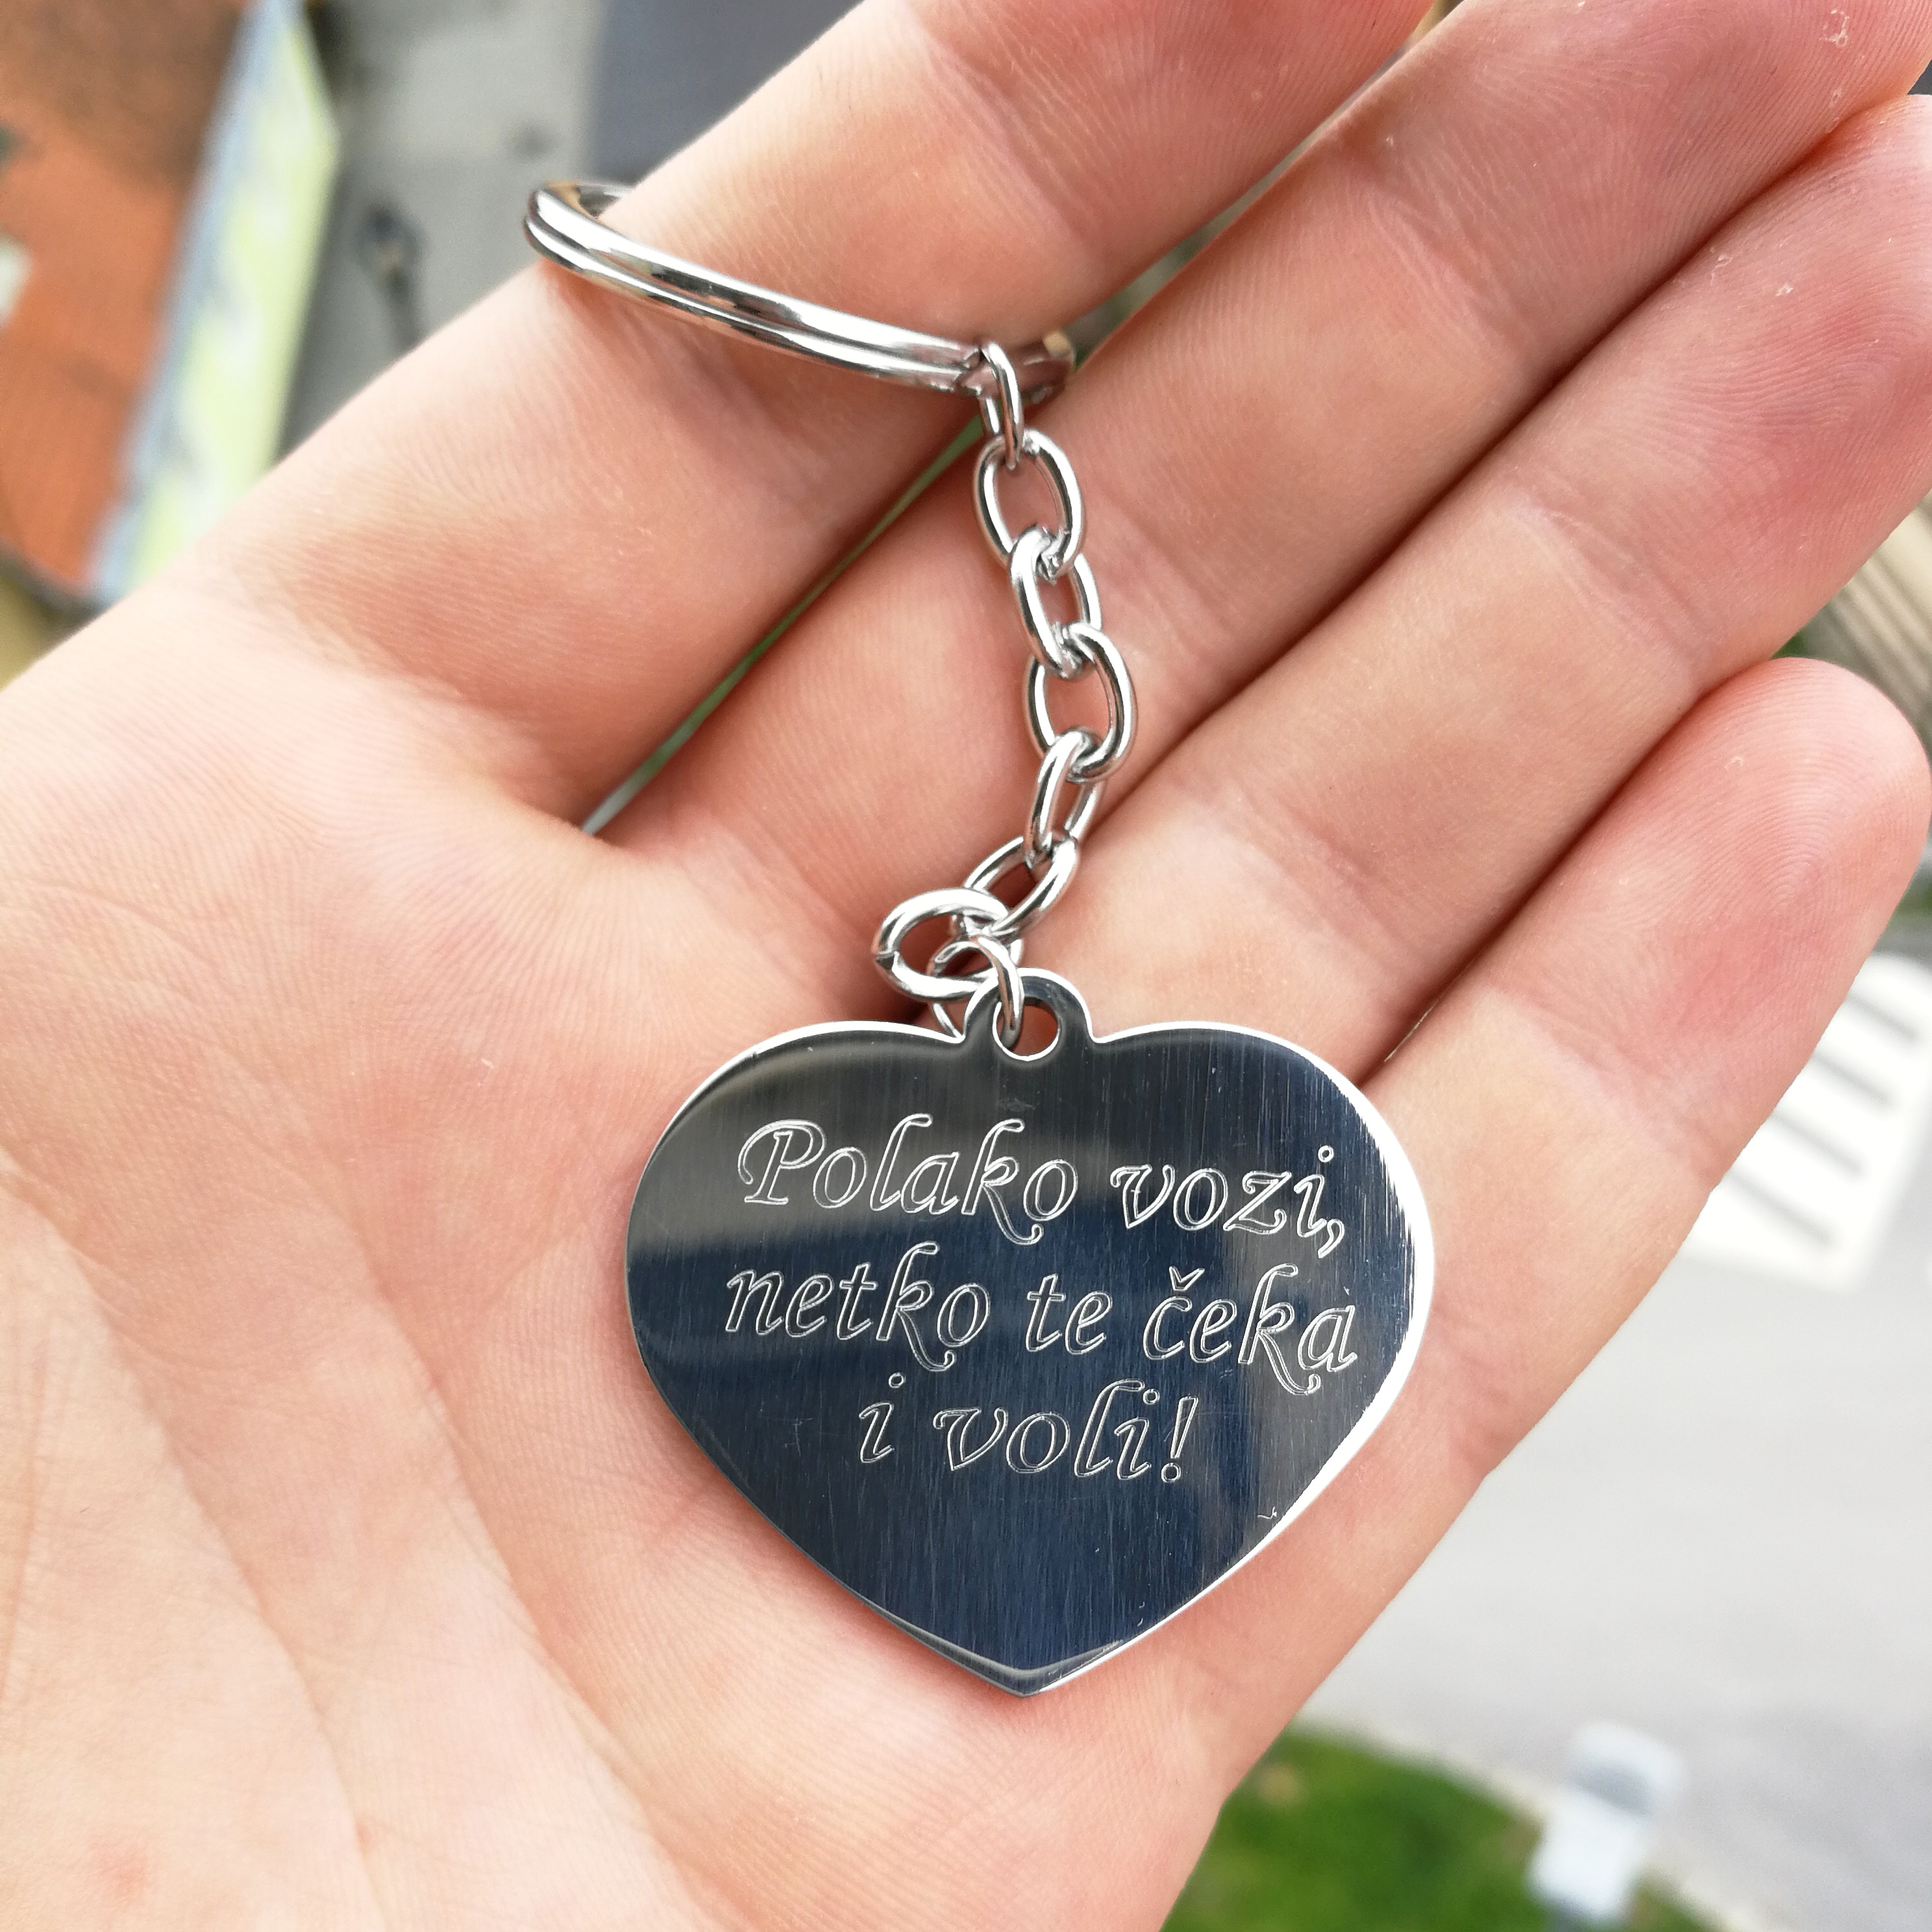 Polako vozi,
netko te čeka
i voli!